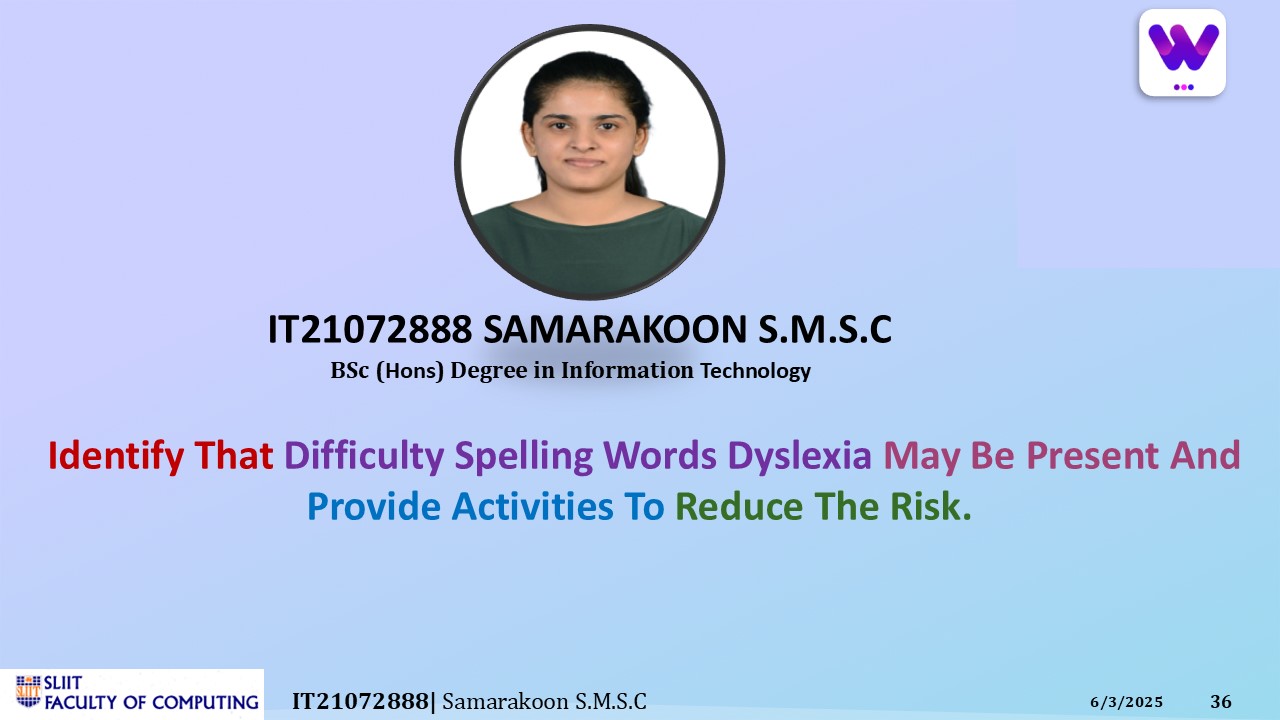 IT21072888 SAMARAKOON S.M.S.C
BSc (Hons) Degree in Information Technology
Identify That Difficulty Spelling Words Dyslexia May Be Present And
Provide Activities To Reduce The Risk.
SLIIT
FACULTY OF COMPUTING
IT21072888| Samarakoon S.M.S.C
6/3/2025
36